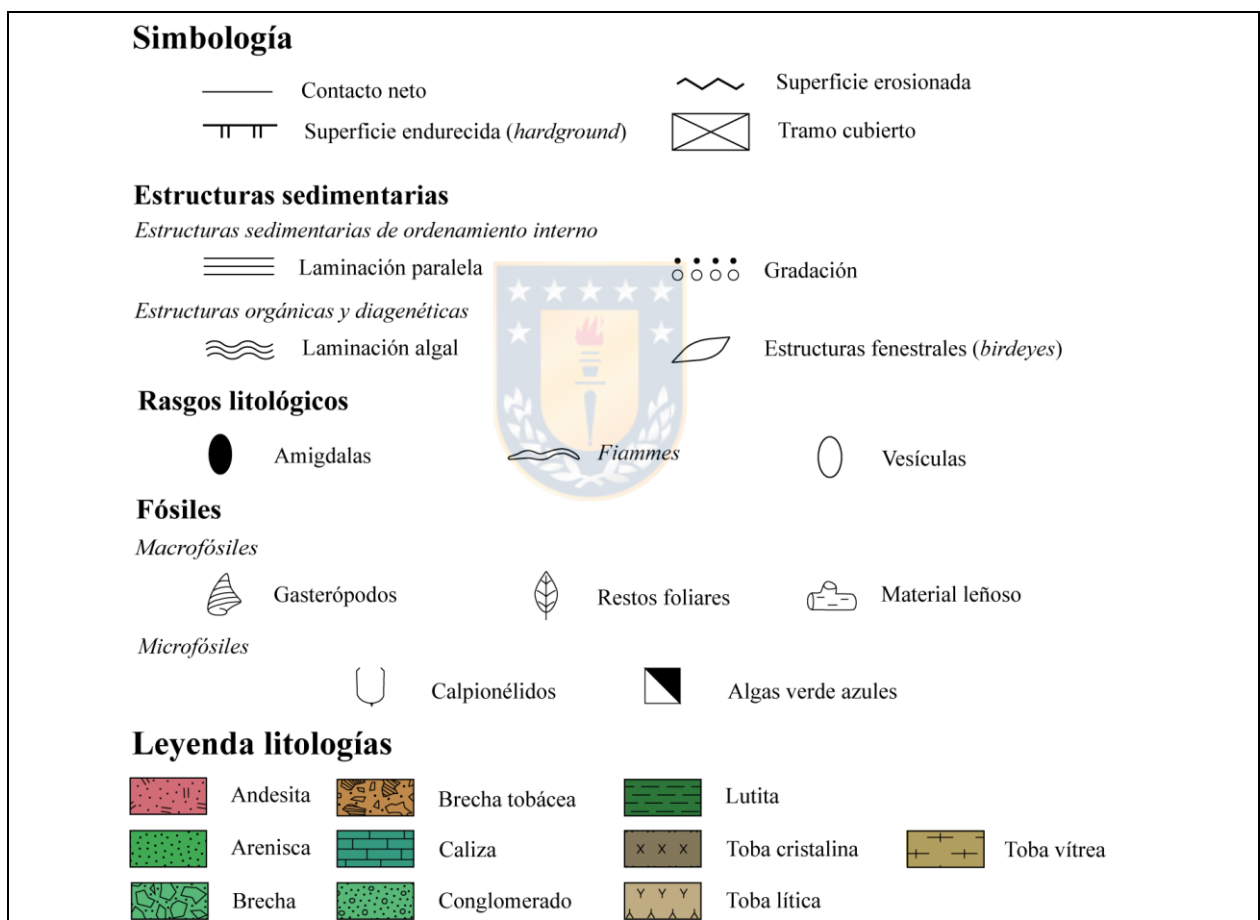 Simbología
Contacto neto
Superficie erosionada
Superficie endurecida (hardground)
Tramo cubierto
Estructuras sedimentarias
Estructuras sedimentarias de ordenamiento interno
Laminación paralela
Gradación
Estructuras orgánicas y diagenéticas
Laminación algal
Estructuras fenestrales (birdeyes)
Rasgos litológicos
Amigdalas
Fiammes
Vesículas
Fósiles
Macrofósiles
Gasterópodos
Restos foliares
Material leñoso
Microfósiles
Calpionélidos
Algas verde azules
Leyenda litologías
Andesita
Brecha tobácea
Lutita
Arenisca
Caliza
Toba cristalina
Toba vítrea
Brecha
Conglomerado
Toba lítica